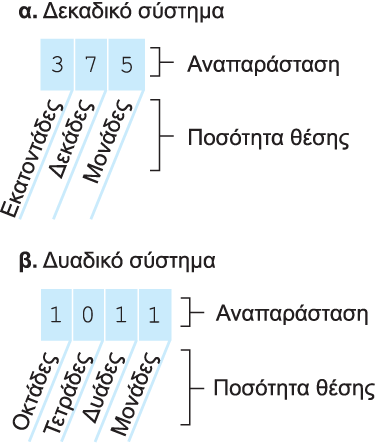 α. Δεκαδικό σύστημα
3 7 5
Αναπαράσταση
Εκατοντάδες
Δεκάδες
Μονάδες
Ποσότητα θέσης
β. Δυαδικό σύστημα
1 0 1 1
Αναπαράσταση
Οκτάδες
Τετράδες
Δυάδες
Μονάδες
Ποσότητα θέσης